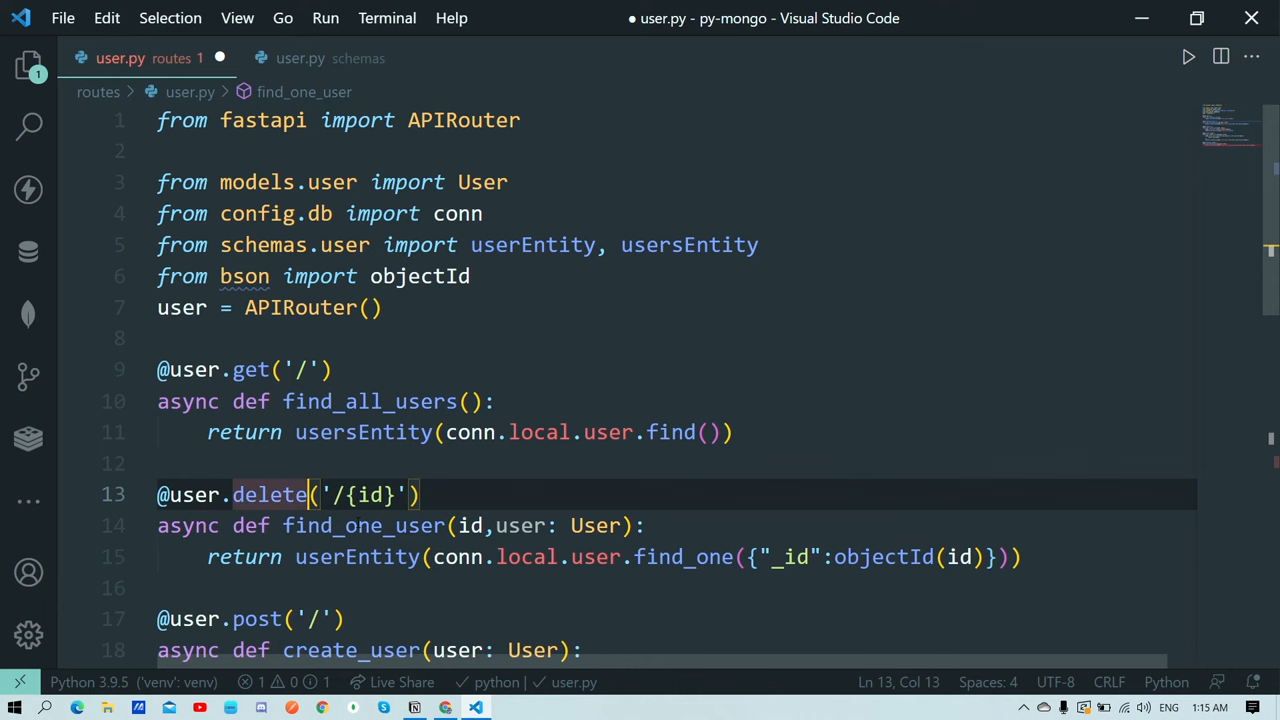 File Edit Selection View Go Run Terminal Help ● user.py - py-mongo - Visual Studio Code
user.py routes 1 user.py schemas
routes > user.py > find_one_user
1 from fastapi import APIRouter
2
3 from models.user import User
4 from config.db import conn
5 from schemas.user import userEntity, usersEntity
6 from bson import objectId
7 user = APIRouter()
8
9 @user.get('/')
10 async def find_all_users():
11 return usersEntity(conn.local.user.find())
12
13 @user.delete('/{id}')
14 async def find_one_user(id,user: User):
15 return userEntity(conn.local.user.find_one({"_id":objectId(id)}))
16
17 @user.post('/')
18 async def create_user(user: User):
1
Python 3.9.5 ('venv': venv) 1 0 1 Live Share python | user.py Ln 13, Col 13 Spaces: 4 UTF-8 CRLF Python
1:15 AM